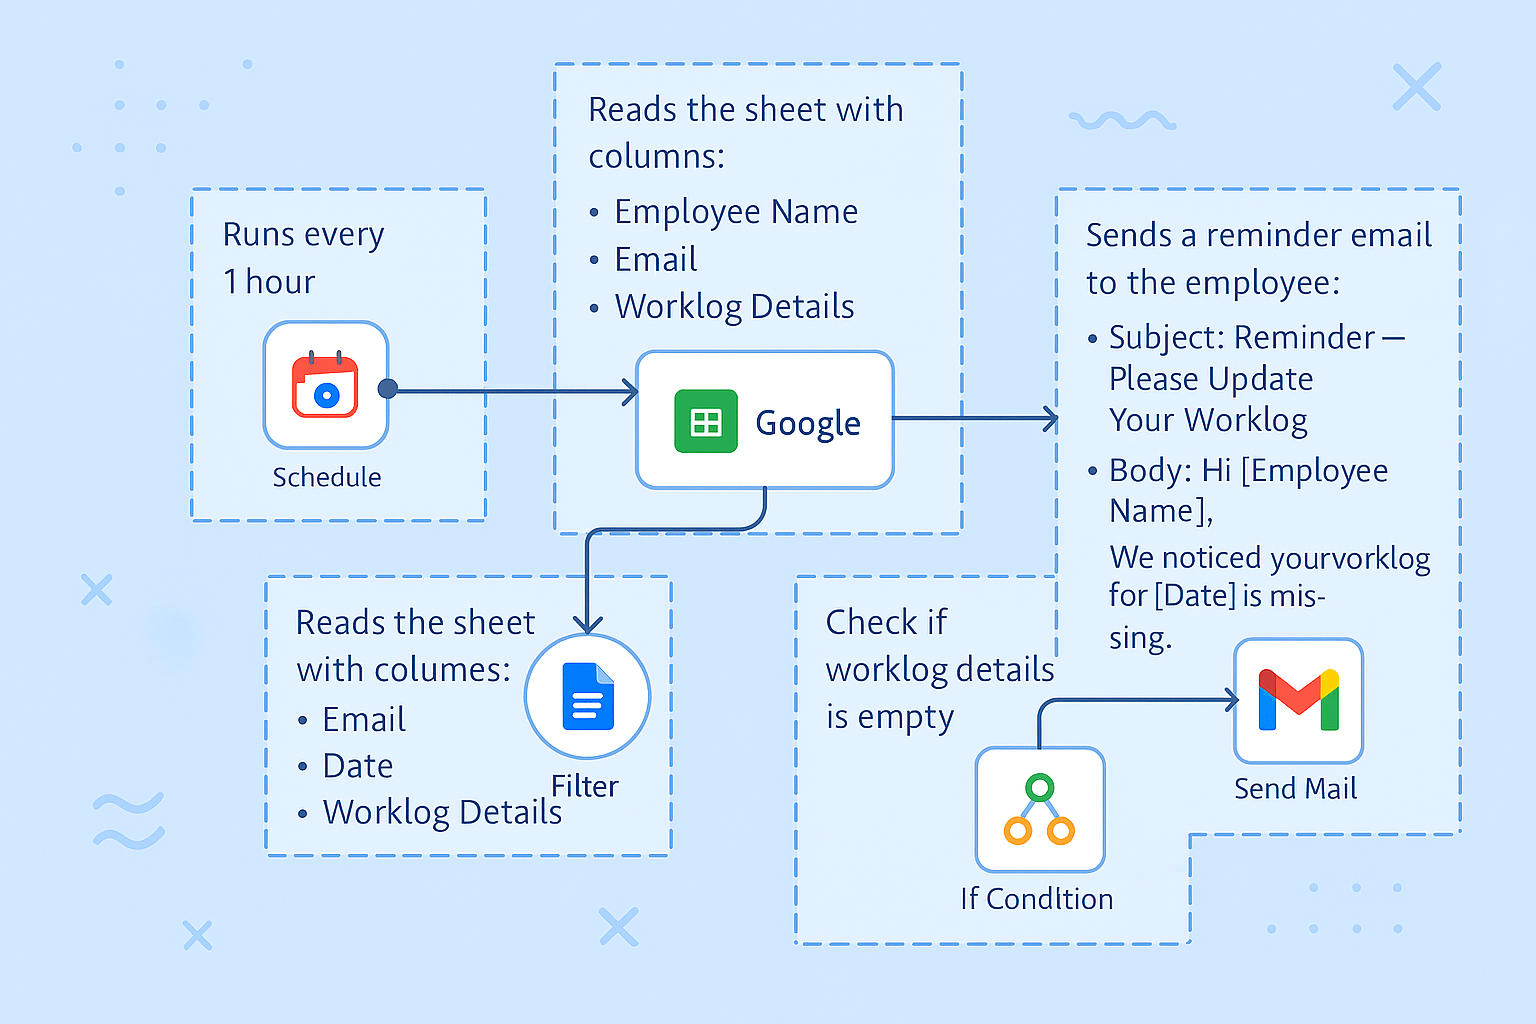 Runs every
1 hour
Schedule
Reads the sheet with
columns:
• Employee Name
• Email
• Worklog Details
Google
Sends a reminder email
to the employee:
• Subject: Reminder —
Please Update
Your Worklog
• Body: Hi [Employee
Name],
We noticed yourvorklog
for [Date] is mis-
sing.
Send Mail
Reads the sheet
with columes:
• Email
• Date
• Worklog Details
Filter
Check if
worklog details
is empty
If Condition